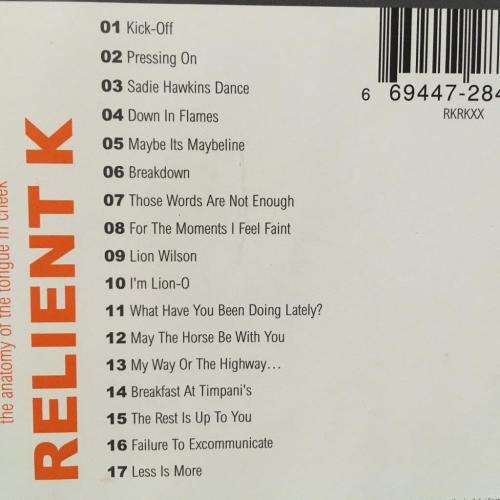 01 Kick-Off
02 Pressing On
03 Sadie Hawkins Dance
04 Down In Flames
05 Maybe Its Maybeline
06 Breakdown
07 Those Words Are Not Enough
08 For The Moments I Feel Faint
09 Lion Wilson
10 I'm Lion-O
11 What Have You Been Doing Lately?
12 May The Horse Be With You
13 My Way Or The Highway...
14 Breakfast At Timpani's
15 The Rest Is Up To You
16 Failure To Excommunicate
17 Less Is More
the anatomy of the tongue in cheek
RELIENT K
6 69447-284
RKRKXX